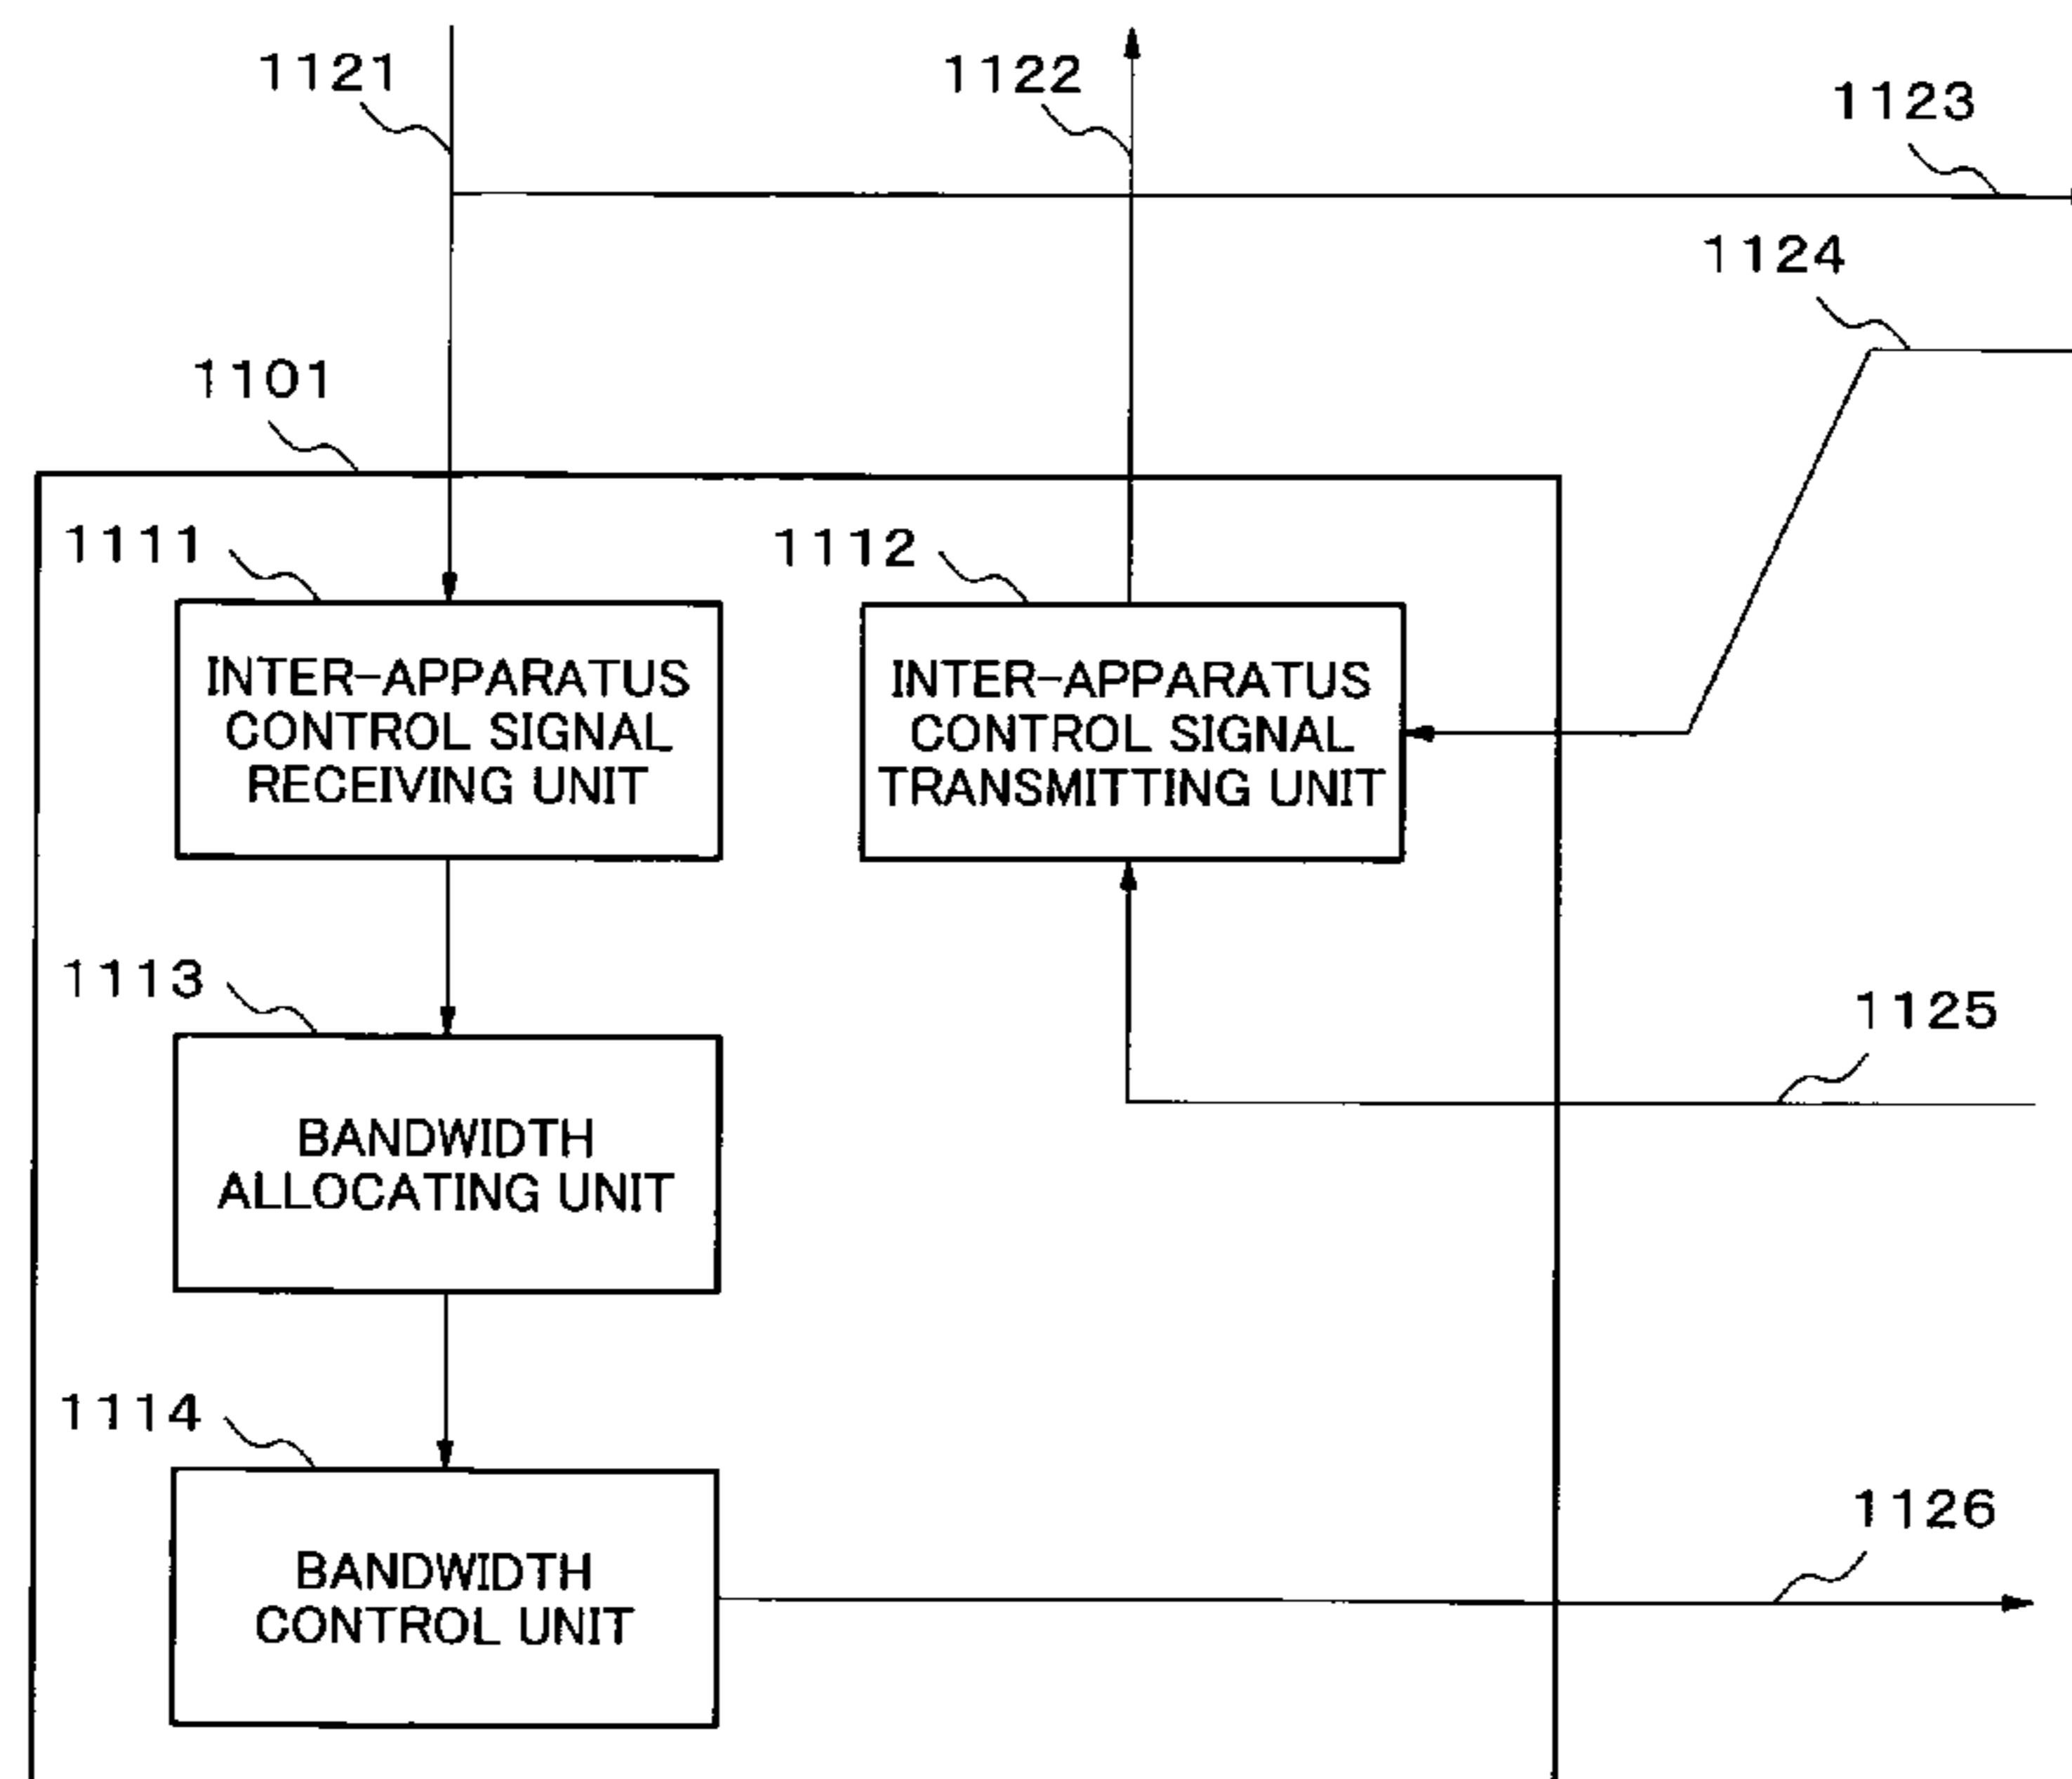 1121
1122
1123
1124
1101
1111
1112
INTER-APPARATUS
CONTROL SIGNAL
RECEIVING UNIT
INTER-APPARATUS
CONTROL SIGNAL
TRANSMITTING UNIT
1113
1125
BANDWIDTH
ALLOCATING UNIT
1114
1126
BANDWIDTH
CONTROL UNIT